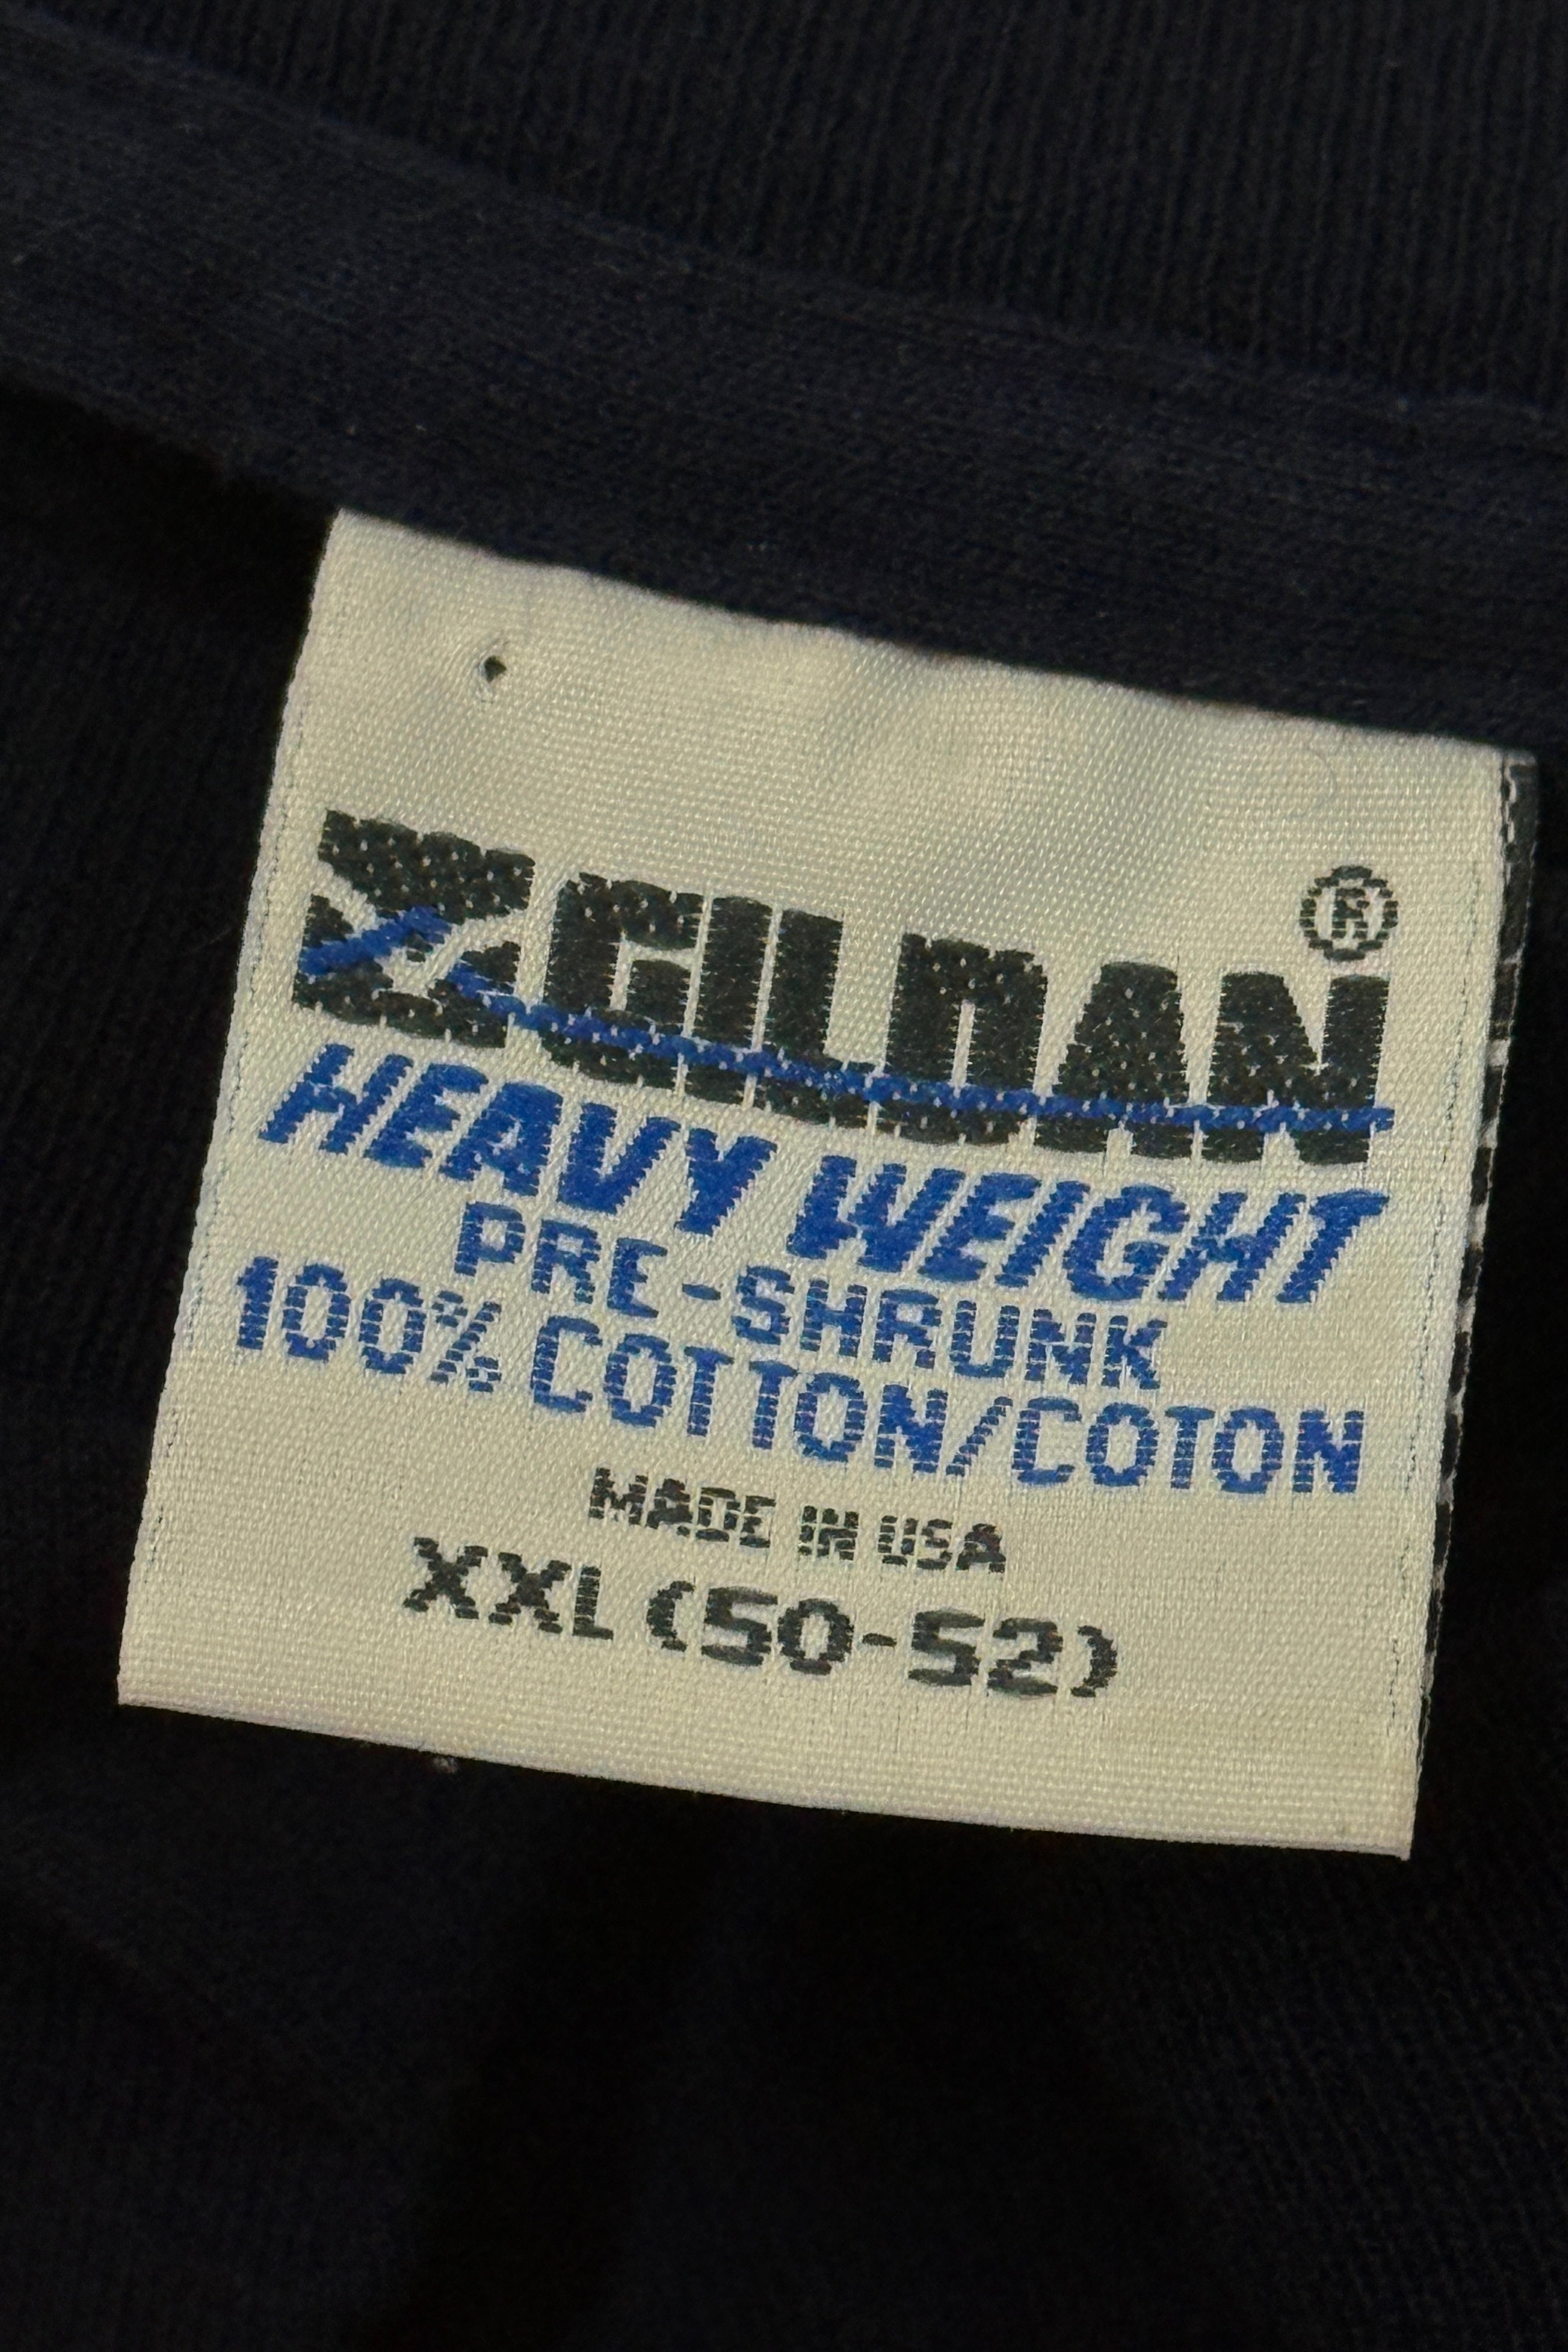 GILDAN®
HEAVY WEIGHT
PRE-SHRUNK
100% COTTON/COTON
MADE IN USA
XXL (50-52)